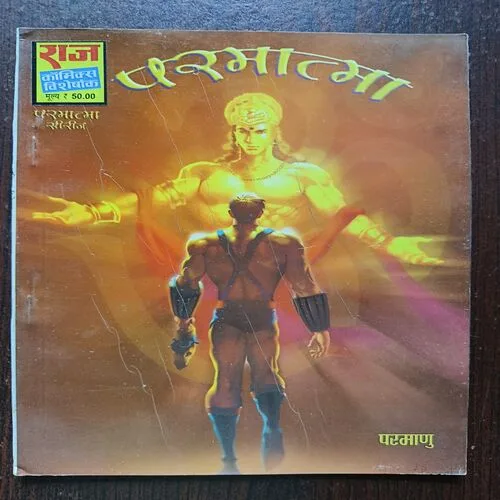 राज
कॉमिक्स
विशेषांक
मूल्य ₹ 50.00
परमात्मा
परमात्मा
सीरीज
परमाणु